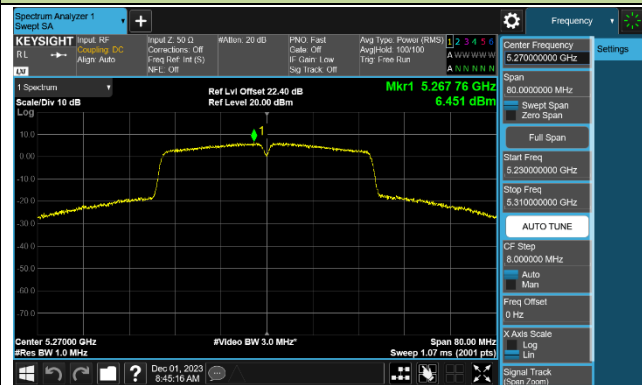 Spectrum Analyzer 1
Swept SA
Frequency
KEYSIGHT
RL
LXI
Input: RF
Coupling: DC
Align: Auto
Input Z: 50 Ω
Corrections: Off
Freq Ref: Int (S)
NFE: Off
#Atten: 20 dB
PNO: Fast
Gate: Off
IF Gain: Low
Sig Track: Off
Avg Type: Power (RMS)
Avg|Hold: 100/100
Trig: Free Run
1 2 3 4 5 6
A W W W W W
A N N N N N
1 Spectrum
Scale/Div 10 dB
Log
Ref Lvl Offset 22.40 dB
Ref Level 20.00 dBm
Mkr1 5.267 76 GHz
6.451 dBm
1
10.0
0.00
-10.0
-20.0
-30.0
-40.0
-50.0
-60.0
-70.0
Center 5.27000 GHz
#Res BW 1.0 MHz
#Video BW 3.0 MHz*
Span 80.00 MHz
Sweep 1.07 ms (2001 pts)
Dec 01, 2023
8:45:16 AM
Center Frequency
5.270000000 GHz
Settings
Span
80.0000000 MHz
Swept Span
Zero Span
Full Span
Start Freq
5.230000000 GHz
Stop Freq
5.310000000 GHz
AUTO TUNE
CF Step
8.000000 MHz
Auto
Man
Freq Offset
0 Hz
X Axis Scale
Log
Lin
Signal Track
(Span Zoom)